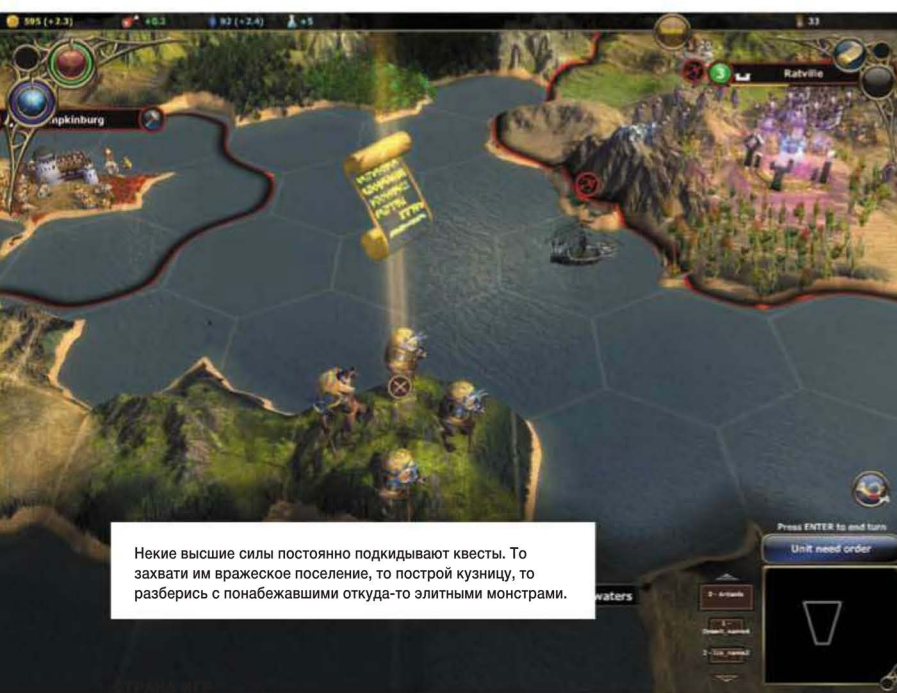 595 (+2.3) +0.2 92 (+2.4) +5 33
3 Ratville
mpkinburg
Press ENTER to end turn
Unit need order
Некие высшие силы постоянно подкидывают квесты. То
захвати им вражеское поселение, то построй кузницу, то
разберись с понабежавшими откуда-то элитными монстрами.
waters